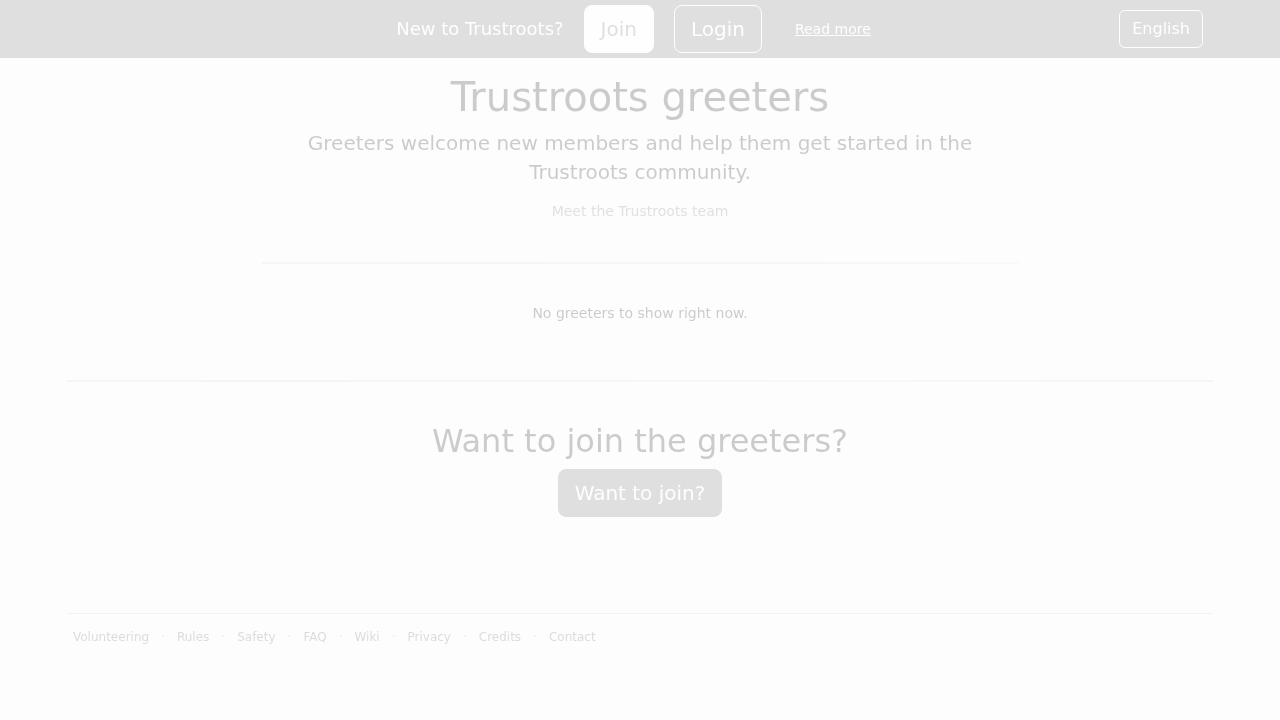 New to Trustroots? Join Login Read more English
Trustroots greeters
Greeters welcome new members and help them get started in the
Trustroots community.
Meet the Trustroots team
No greeters to show right now.
Want to join the greeters?
Want to join?
Volunteering · Rules · Safety · FAQ · Wiki · Privacy · Credits · Contact